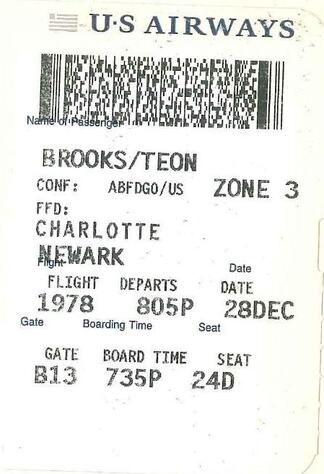 U·S AIRWAYS
Name of Passenger
BROOKS/TEON
CONF: ABFDGO/US ZONE 3
FFD:
CHARLOTTE
NEWARK
Flight Date
FLIGHT DEPARTS DATE
1978 805P 28DEC
Gate Boarding Time Seat
GATE BOARD TIME SEAT
B13 735P 24D